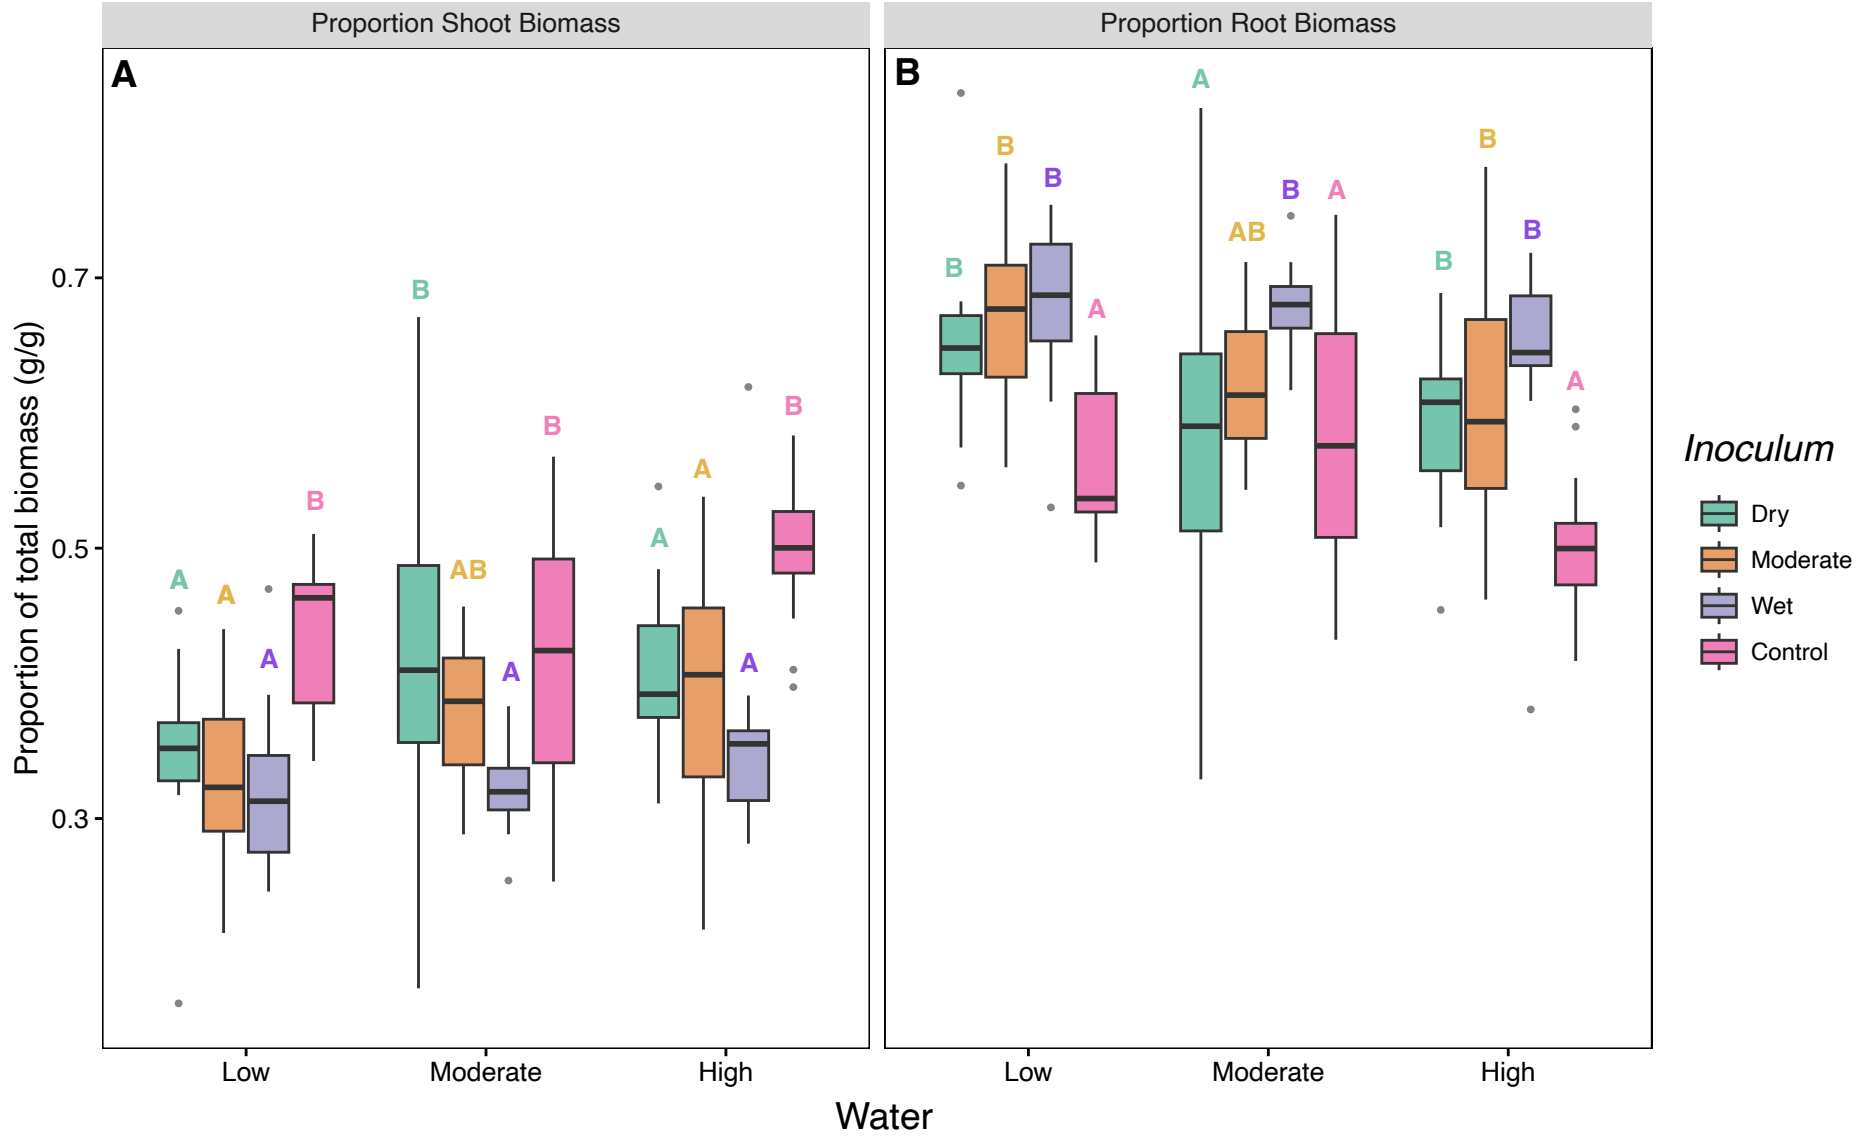 Proportion Shoot Biomass
Proportion Root Biomass
A
B
A
B
B
B
A
B
B
AB
B
A
0.7
B
B
B
B
A
A
B
B
A
B
A
0.5
A
A
B
AB
A
A
A
A
0.3
Proportion of total biomass (g/g)
Low
Moderate
High
Low
Moderate
High
Water
Inoculum
Dry
Moderate
Wet
Control